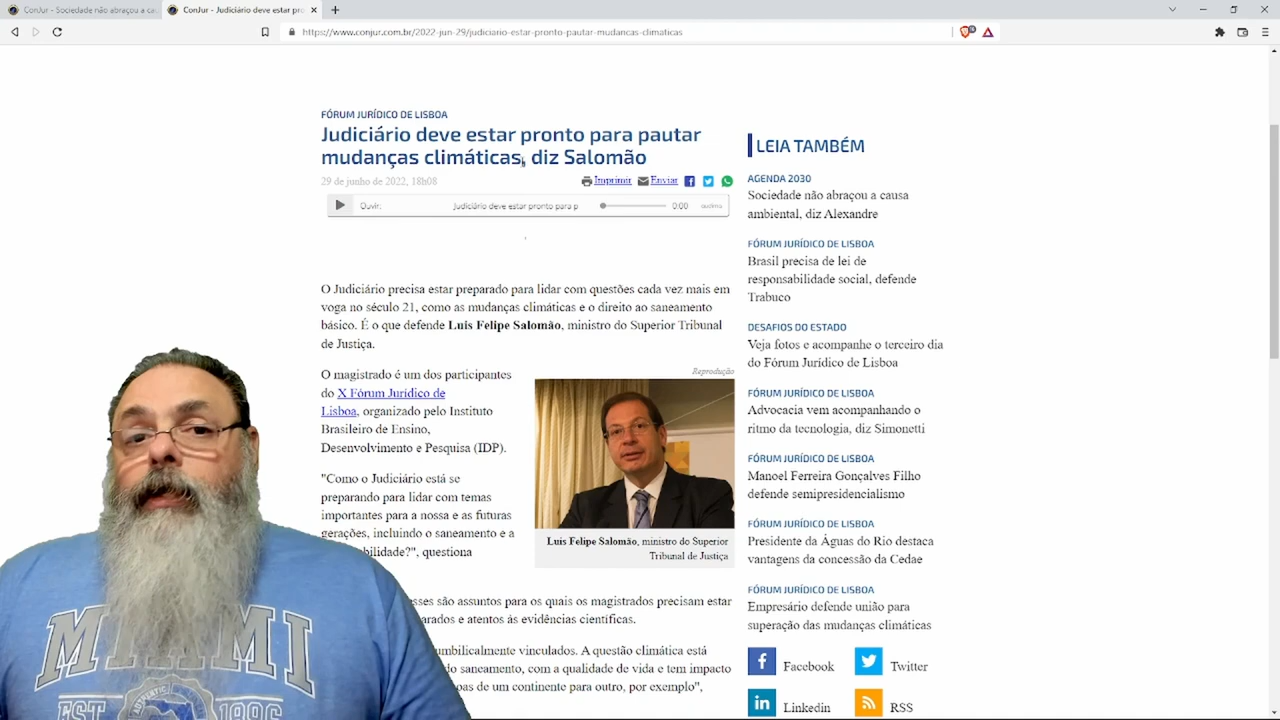 ConJur - Sociedade não abraçou a ca
ConJur - Judiciário deve estar pro
https://www.conjur.com.br/2022-jun-29/judiciario-estar-pronto-pautar-mudancas-climaticas
FÓRUM JURÍDICO DE LISBOA
Judiciário deve estar pronto para pautar
mudanças climáticas, diz Salomão
29 de junho de 2022, 18h08
Imprimir Enviar
Ouvir: Judiciário deve estar pronto para p 0:00
O Judiciário precisa estar preparado para lidar com questões cada vez mais em
voga no século 21, como as mudanças climáticas e o direito ao saneamento
básico. É o que defende Luis Felipe Salomão, ministro do Superior Tribunal
de Justiça.
O magistrado é um dos participantes
do X Fórum Jurídico de
Lisboa, organizado pelo Instituto
Brasileiro de Ensino,
Desenvolvimento e Pesquisa (IDP).
"Como o Judiciário está se
preparando para lidar com temas
importantes para a nossa e as futuras
gerações, incluindo o saneamento e a
bilidade?", questiona
Reprodução
Luis Felipe Salomão, ministro do Superior
Tribunal de Justiça
esses são assuntos para os quais os magistrados precisam estar
arados e atentos às evidências científicas.
umbilicalmente vinculados. A questão climática está
do saneamento, com a qualidade de vida e tem impacto
pas de um continente para outro, por exemplo",
LEIA TAMBÉM
AGENDA 2030
Sociedade não abraçou a causa
ambiental, diz Alexandre
FÓRUM JURÍDICO DE LISBOA
Brasil precisa de lei de
responsabilidade social, defende
Trabuco
DESAFIOS DO ESTADO
Veja fotos e acompanhe o terceiro dia
do Fórum Jurídico de Lisboa
FÓRUM JURÍDICO DE LISBOA
Advocacia vem acompanhando o
ritmo da tecnologia, diz Simonetti
FÓRUM JURÍDICO DE LISBOA
Manoel Ferreira Gonçalves Filho
defende semipresidencialismo
FÓRUM JURÍDICO DE LISBOA
Presidente da Águas do Rio destaca
vantagens da concessão da Cedae
FÓRUM JURÍDICO DE LISBOA
Empresário defende união para
superação das mudanças climáticas
Facebook Twitter
Linkedin RSS
MIAMI
EST 1896